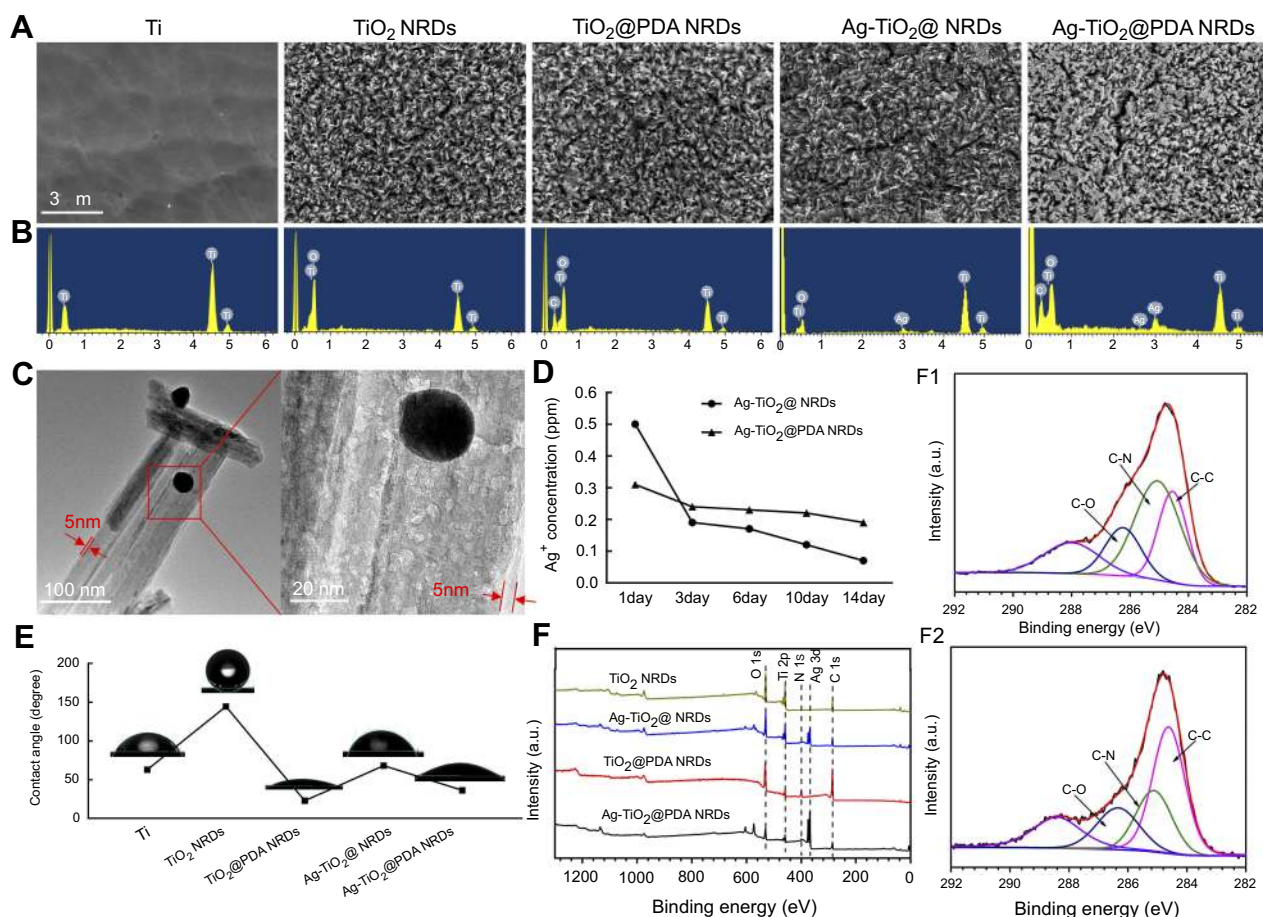 A
Ti
TiO2 NRDs
TiO2@PDA NRDs
Ag-TiO2@ NRDs
Ag-TiO2@PDA NRDs
3 m
B
Ti Ti Ti
0 1 2 3 4 5 6
O Ti Ti Ti
0 1 2 3 4 5 6
C O Ti Ti Ti
0 1 2 3 4 5 6
O Ti Ag Ti Ti
0 1 2 3 4 5
C O Ti Ag Ag Ti Ti
0 1 2 3 4 5
C
5nm
100 nm
20 nm
5nm
D
Ag+ concentration (ppm)
0.6
0.5
0.4
0.3
0.2
0.1
0.0
Ag-TiO2@ NRDs
Ag-TiO2@PDA NRDs
1day 3day 6day 10day 14day
F1
Intensity (a.u.)
C-O
C-N
C-C
292 290 288 286 284 282
Binding energy (eV)
E
Contact angle (degree)
200
150
100
50
0
Ti
TiO2 NRDs
TiO2@PDA NRDs
Ag-TiO2@ NRDs
Ag-TiO2@PDA NRDs
F
Intensity (a.u.)
O 1s
Ti 2p
N 1s
Ag 3d
C 1s
TiO2 NRDs
Ag-TiO2@ NRDs
TiO2@PDA NRDs
Ag-TiO2@PDA NRDs
1200 1000 800 600 400 200 0
Binding energy (eV)
F2
Intensity (a.u.)
C-O
C-N
C-C
292 290 288 286 284 282
Binding energy (eV)